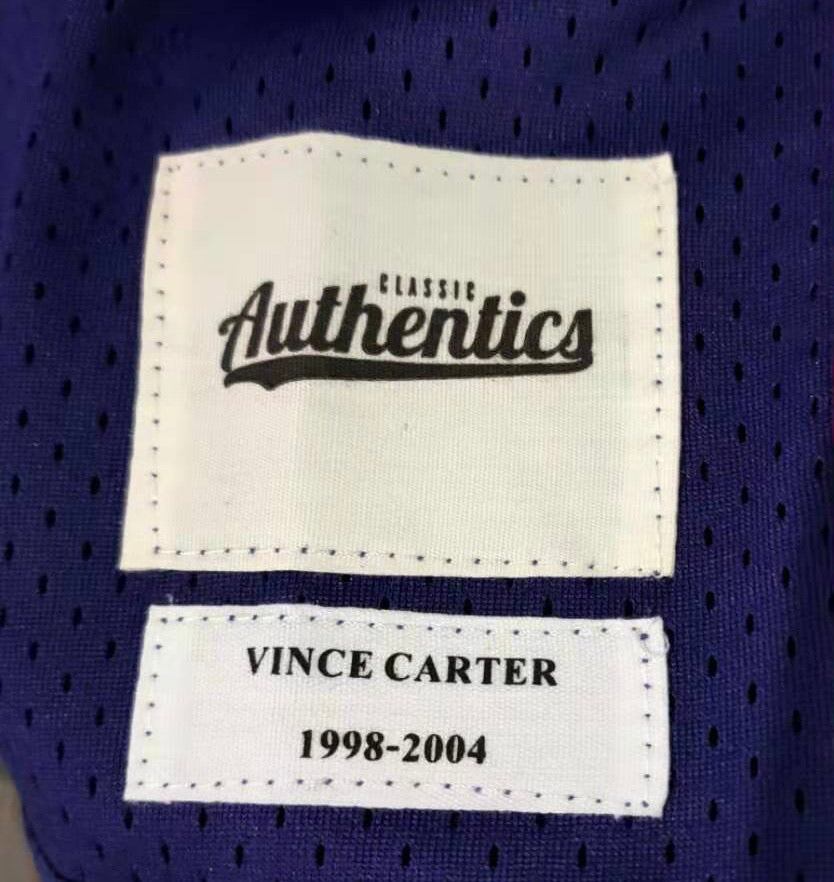 CLASSIC
Authentics
VINCE CARTER
1998-2004